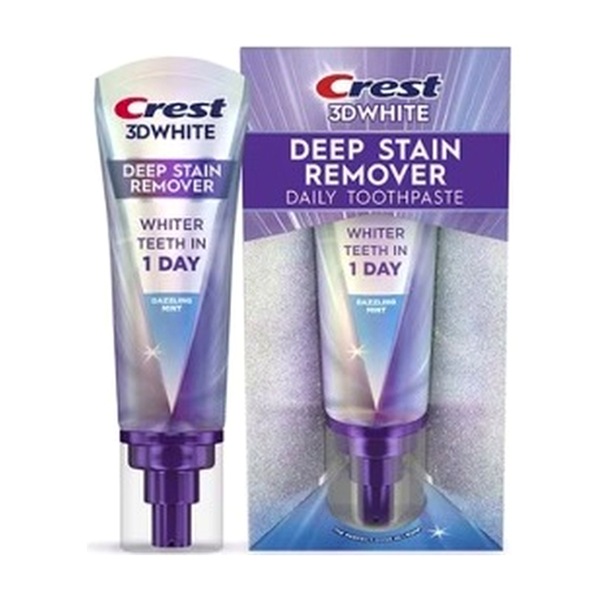 Crest
3DWHITE
DEEP STAIN
REMOVER
WHITER
TEETH IN
1 DAY
DAZZLING
MINT
Crest
3DWHITE
DEEP STAIN
REMOVER
DAILY TOOTHPASTE
WHITER
TEETH IN
1 DAY
DAZZLING
MINT